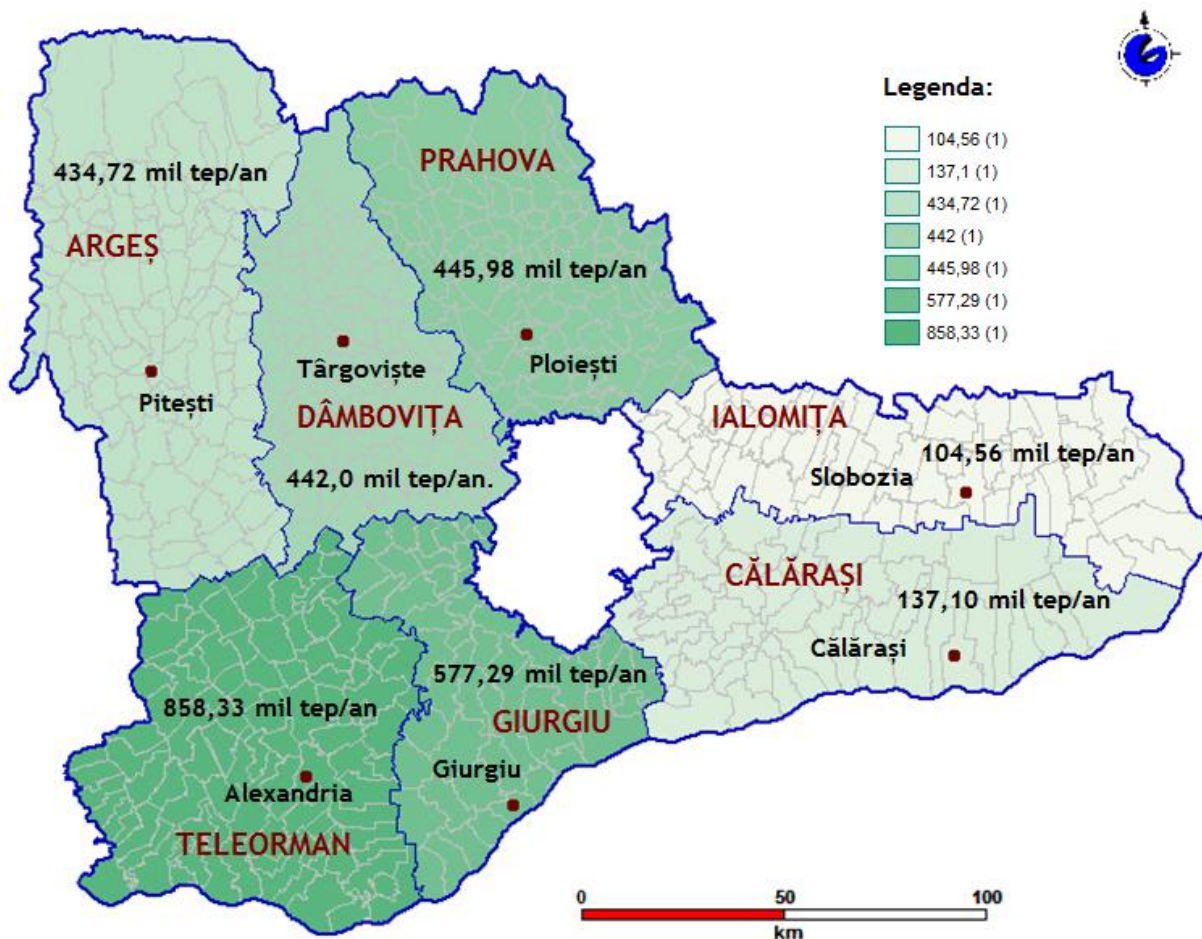 Legenda:
104,56 (1)
137,1 (1)
434,72 (1)
442 (1)
445,98 (1)
577,29 (1)
858,33 (1)
434,72 mil tep/an
ARGEȘ
Pitești
PRAHOVA
445,98 mil tep/an
Ploiești
Târgoviște
DÂMBOVIȚA
442,0 mil tep/an.
IALOMIȚA
104,56 mil tep/an
Slobozia
CĂLĂRAȘI
137,10 mil tep/an
Călărași
577,29 mil tep/an
GIURGIU
Giurgiu
858,33 mil tep/an
Alexandria
TELEORMAN
0 50 100
km